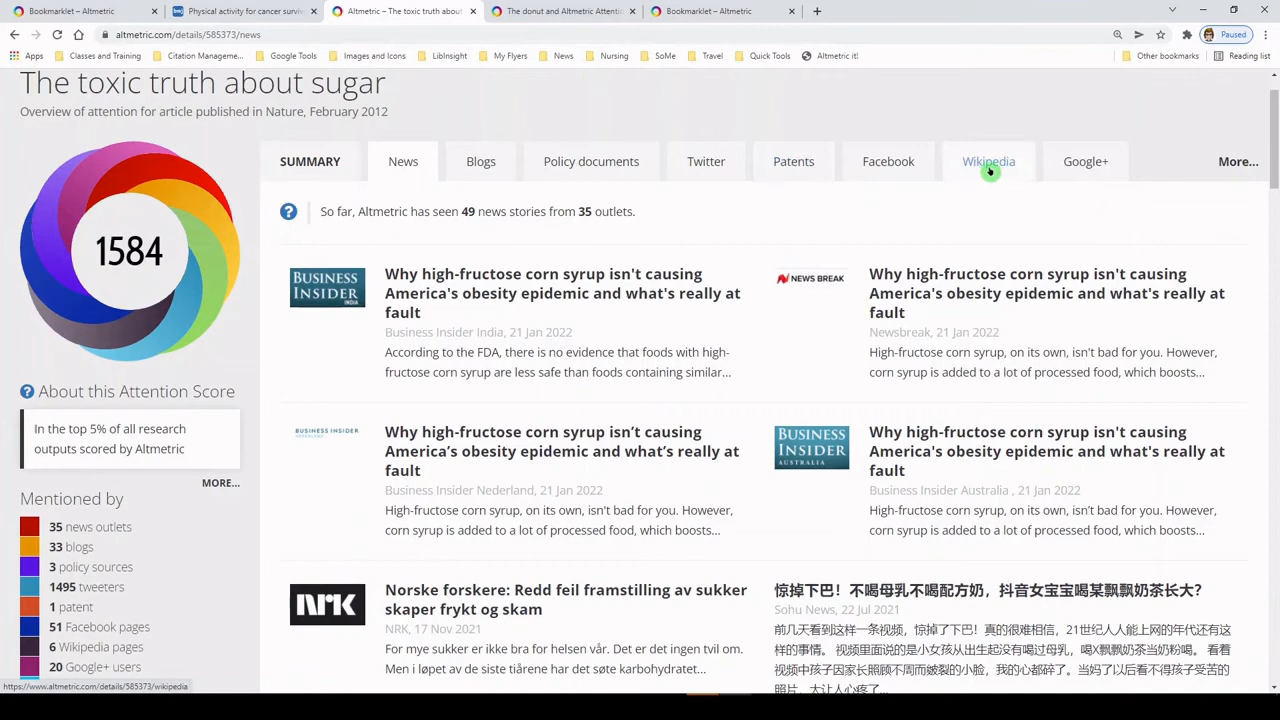 Bookmarklet – Altmetric
Physical activity for cancer surviv
Altmetric – The toxic truth about
The donut and Altmetric Attenti
Bookmarklet – Altmetric
altmetric.com/details/585373/news
Paused
Apps
Classes and Training
Citation Manageme...
Google Tools
Images and Icons
LibInsight
My Flyers
News
Nursing
SoMe
Travel
Quick Tools
Altmetric it!
Other bookmarks
Reading list
The toxic truth about sugar
Overview of attention for article published in Nature, February 2012
SUMMARY
News
Blogs
Policy documents
Twitter
Patents
Facebook
Wikipedia
Google+
More...
1584
So far, Altmetric has seen 49 news stories from 35 outlets.
BUSINESS
INSIDER
INDIA
Why high-fructose corn syrup isn't causing
America's obesity epidemic and what's really at
fault
Business Insider India, 21 Jan 2022
According to the FDA, there is no evidence that foods with high-
fructose corn syrup are less safe than foods containing similar...
NEWS BREAK
Why high-fructose corn syrup isn't causing
America's obesity epidemic and what's really at
fault
Newsbreak, 21 Jan 2022
High-fructose corn syrup, on its own, isn't bad for you. However,
corn syrup is added to a lot of processed food, which boosts...
About this Attention Score
In the top 5% of all research
outputs scored by Altmetric
MORE...
BUSINESS INSIDER
NEDERLAND
Why high-fructose corn syrup isn’t causing
America’s obesity epidemic and what’s really at
fault
Business Insider Nederland, 21 Jan 2022
High-fructose corn syrup, on its own, isn't bad for you. However,
corn syrup is added to a lot of processed food, which boosts...
BUSINESS
INSIDER
AUSTRALIA
Why high-fructose corn syrup isn't causing
America's obesity epidemic and what's really at
fault
Business Insider Australia , 21 Jan 2022
High-fructose corn syrup, on its own, isn’t bad for you. However,
corn syrup is added to a lot of processed food, which boosts...
Mentioned by
35 news outlets
33 blogs
3 policy sources
1495 tweeters
1 patent
51 Facebook pages
6 Wikipedia pages
20 Google+ users
NRK
Norske forskere: Redd feil framstilling av sukker
skaper frykt og skam
NRK, 17 Nov 2021
For mye sukker er ikke bra for helsen vår. Det er det ingen tvil om.
Men i løpet av de siste tiårene har det søte karbohydratet...
惊掉下巴！不喝母乳不喝配方奶，抖音女宝宝喝某飘飘奶茶长大？
Sohu News, 22 Jul 2021
前几天看到这样一条视频，惊掉了下巴！真的很难相信，21世纪人人能上网的年代还有这
样的事情。 视频里面说的是小女孩从出生起没有喝过母乳，喝X飘飘奶茶当奶粉喝。 看着
视频中孩子因家长照顾不周而皴裂的小脸，我的心都碎了。当妈了以后看不得孩子受苦的
照片，太让人心疼了...
https://www.altmetric.com/details/585373/wikipedia